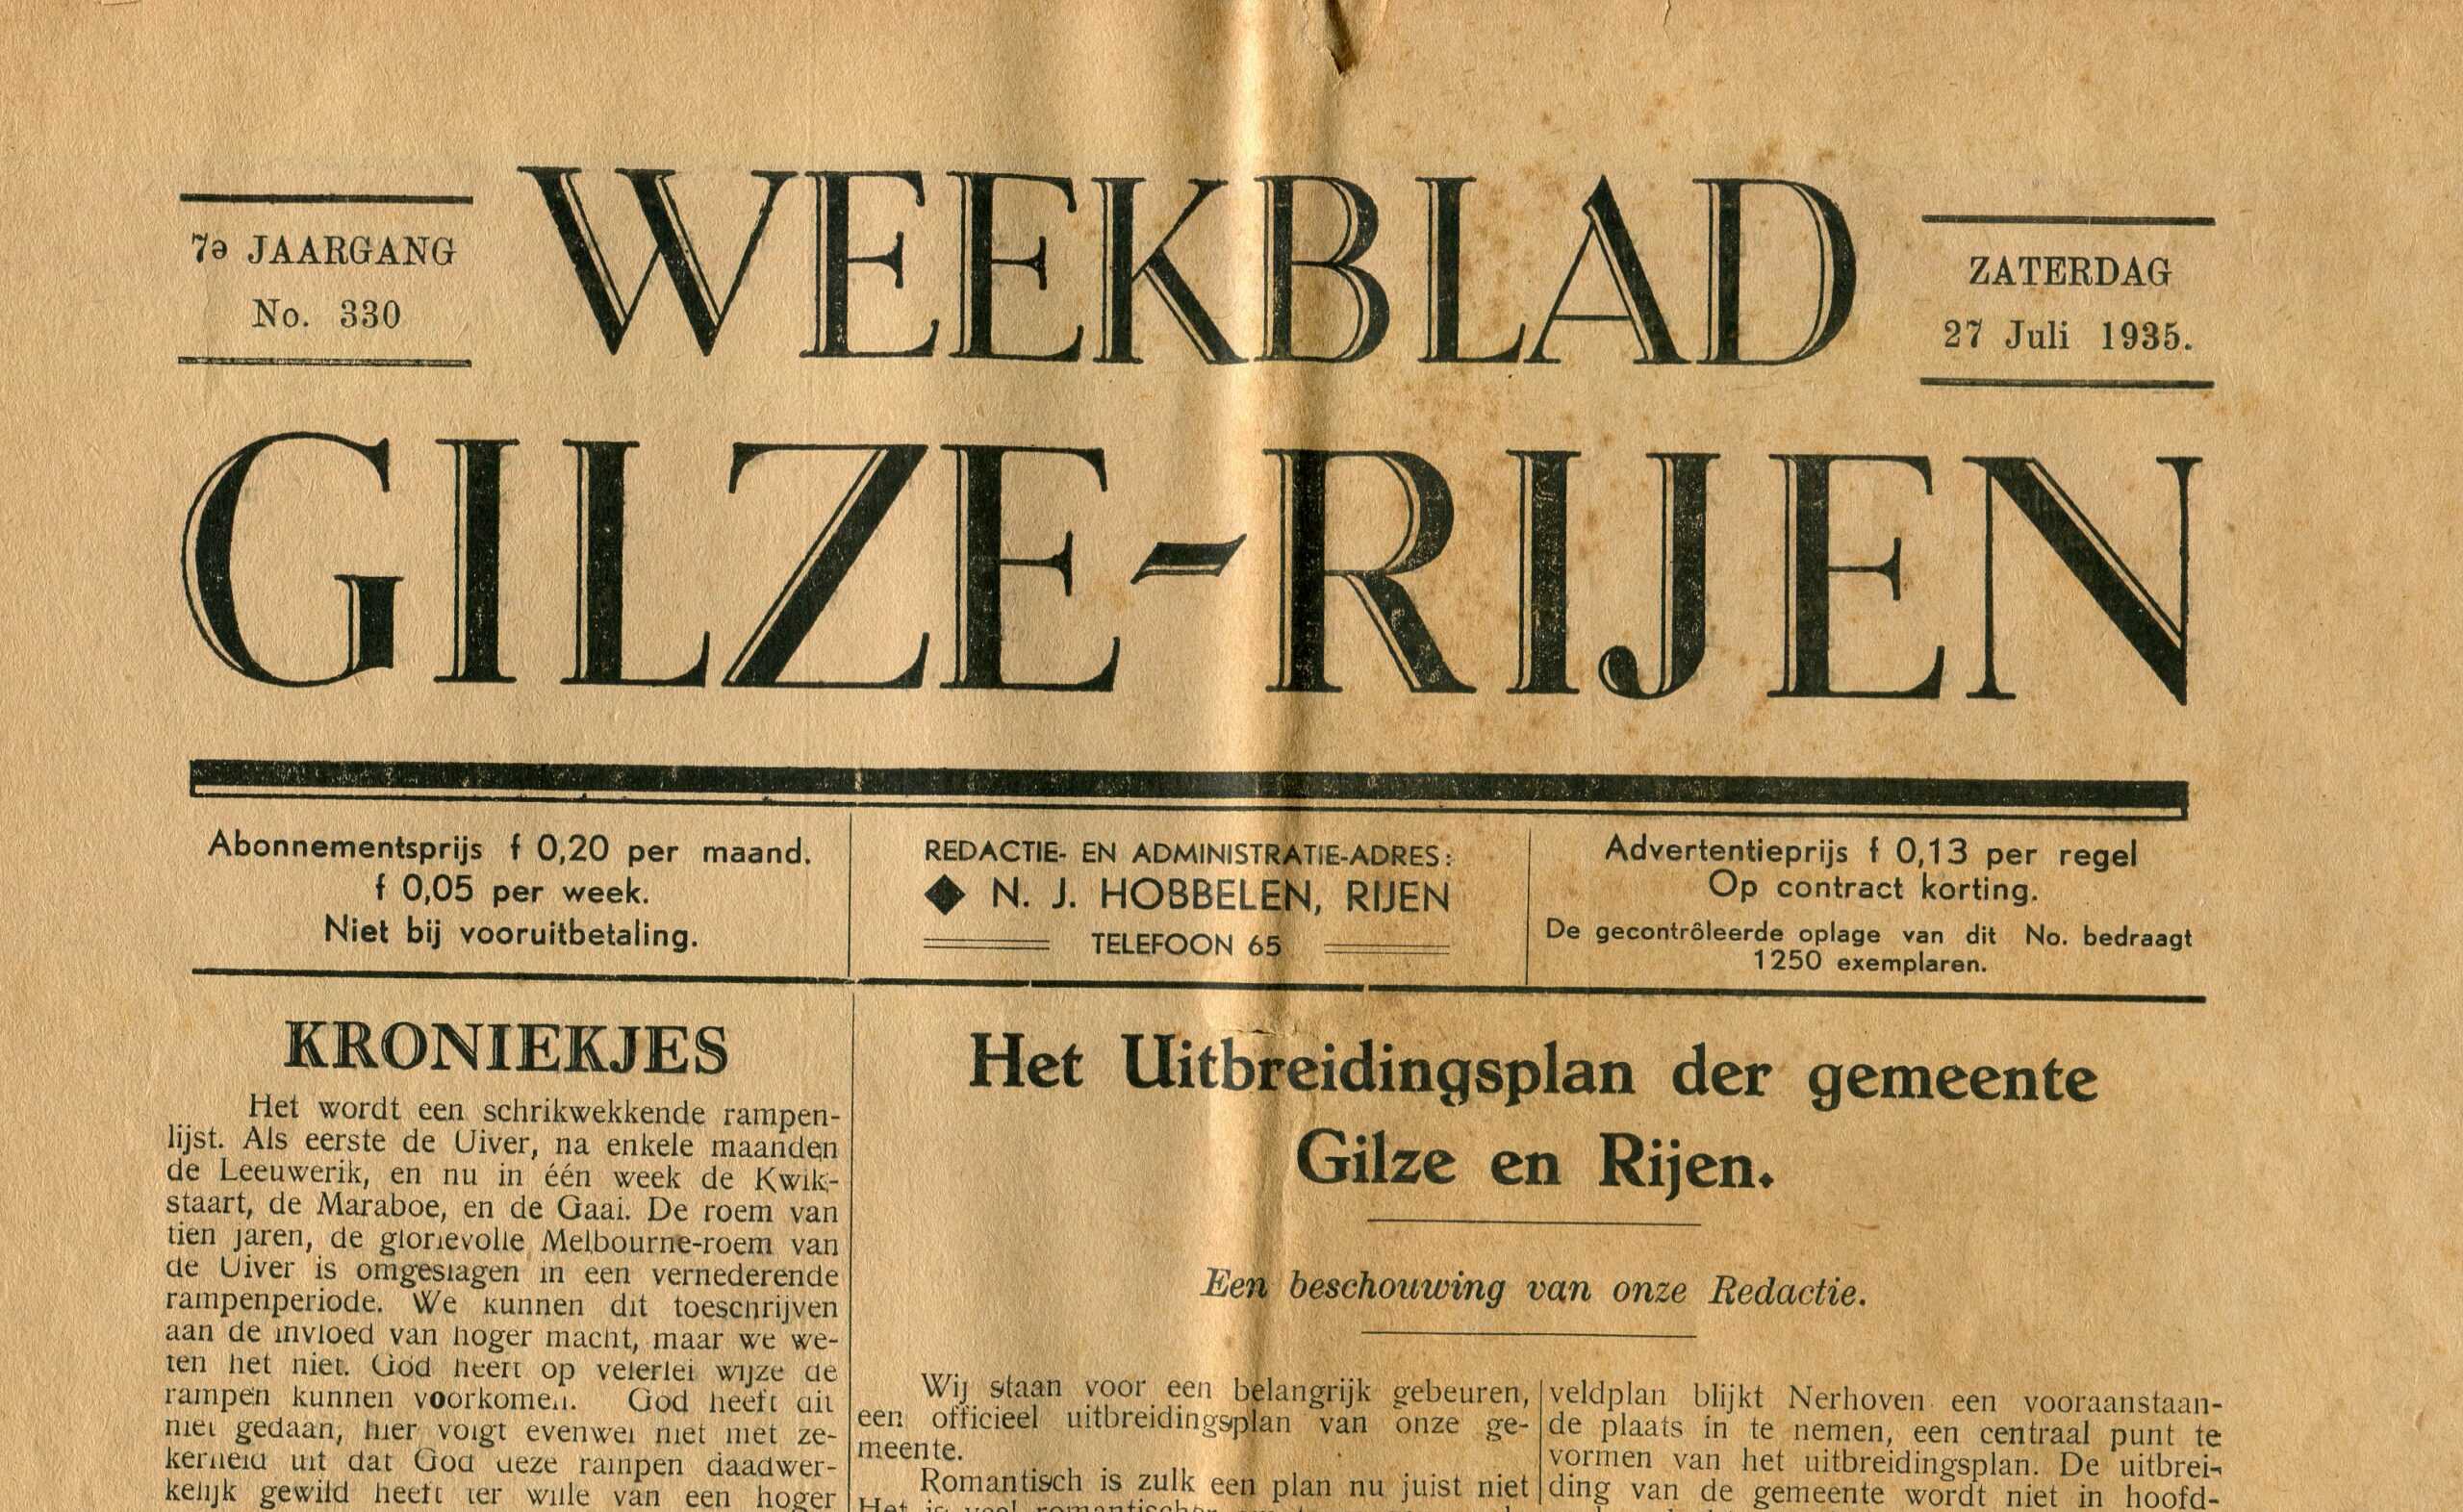 7e JAARGANG
No. 330
WEEKBLAD
ZATERDAG
27 Juli 1935.
GILZE-RIJEN
Abonnementsprijs f 0,20 per maand.
f 0,05 per week.
Niet bij vooruitbetaling.
REDACTIE- EN ADMINISTRATIE-ADRES:
◆ N. J. HOBBELEN, RIJEN
TELEFOON 65
Advertentieprijs f 0,13 per regel
Op contract korting.
De gecontrôleerde oplage van dit No. bedraagt
1250 exemplaren.
KRONIEKJES
Het wordt een schrikwekkende rampen-
lijst. Als eerste de Uiver, na enkele maanden
de Leeuwerik, en nu in één week de Kwik-
staart, de Maraboe, en de Gaai. De roem van
tien jaren, de glorievolle Melbourne-roem van
de Uiver is omgeslagen in een vernederende
rampenperiode. We kunnen dit toeschrijven
aan de invloed van hoger macht, maar we we-
ten het niet. God heeft op velerlei wijze de
rampen kunnen voorkomen. God heeft dit
niet gedaan, hier volgt evenwel niet met ze-
kerheid uit dat God deze rampen daadwer-
kelijk gewild heeft ter wille van een hoger
Het Uitbreidingsplan der gemeente
Gilze en Rijen.
Een beschouwing van onze Redactie.
Wij staan voor een belangrijk gebeuren,
een officieel uitbreidingsplan van onze ge-
meente.
Romantisch is zulk een plan nu juist niet
Het is veel romantischer
veldplan blijkt Nerhoven een vooraanstaan-
de plaats in te nemen, een centraal punt te
vormen van het uitbreidingsplan. De uitbrei-
ding van de gemeente wordt niet in hoofd-